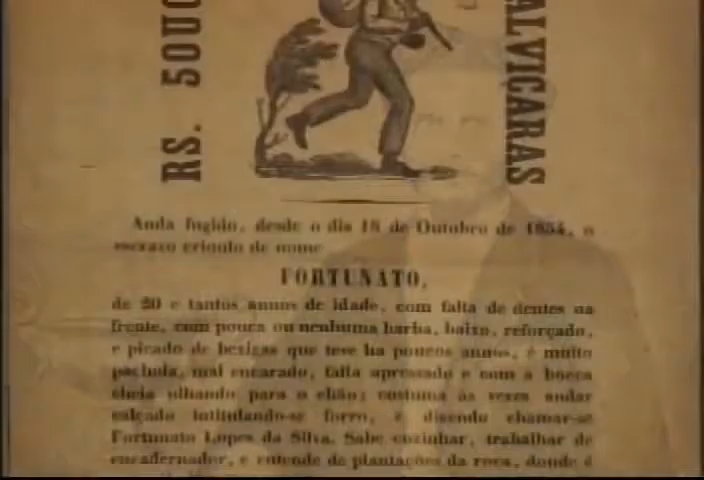 RS. 50U0
ALVICARAS
Anda fugido, desde o dia 18 de Outubro de 1854, o
escravo crioulo de nome
FORTUNATO,
de 20 e tantos annos de idade, com falta de dentes na
frente, com pouca ou nenhuma barba, baixo, reforçado,
e picado de bexigas que teve ha poucos annos, é muito
pachola, mal encarado, falla apressado e com a bocca
cheia olhando para o chão; costuma ás vezes andar
calçado intitulando-se forro, e dizendo chamar-se
Fortunato Lopes da Silva. Sabe cozinhar, trabalhar de
encadernador, e entende de plantações da roça, donde é